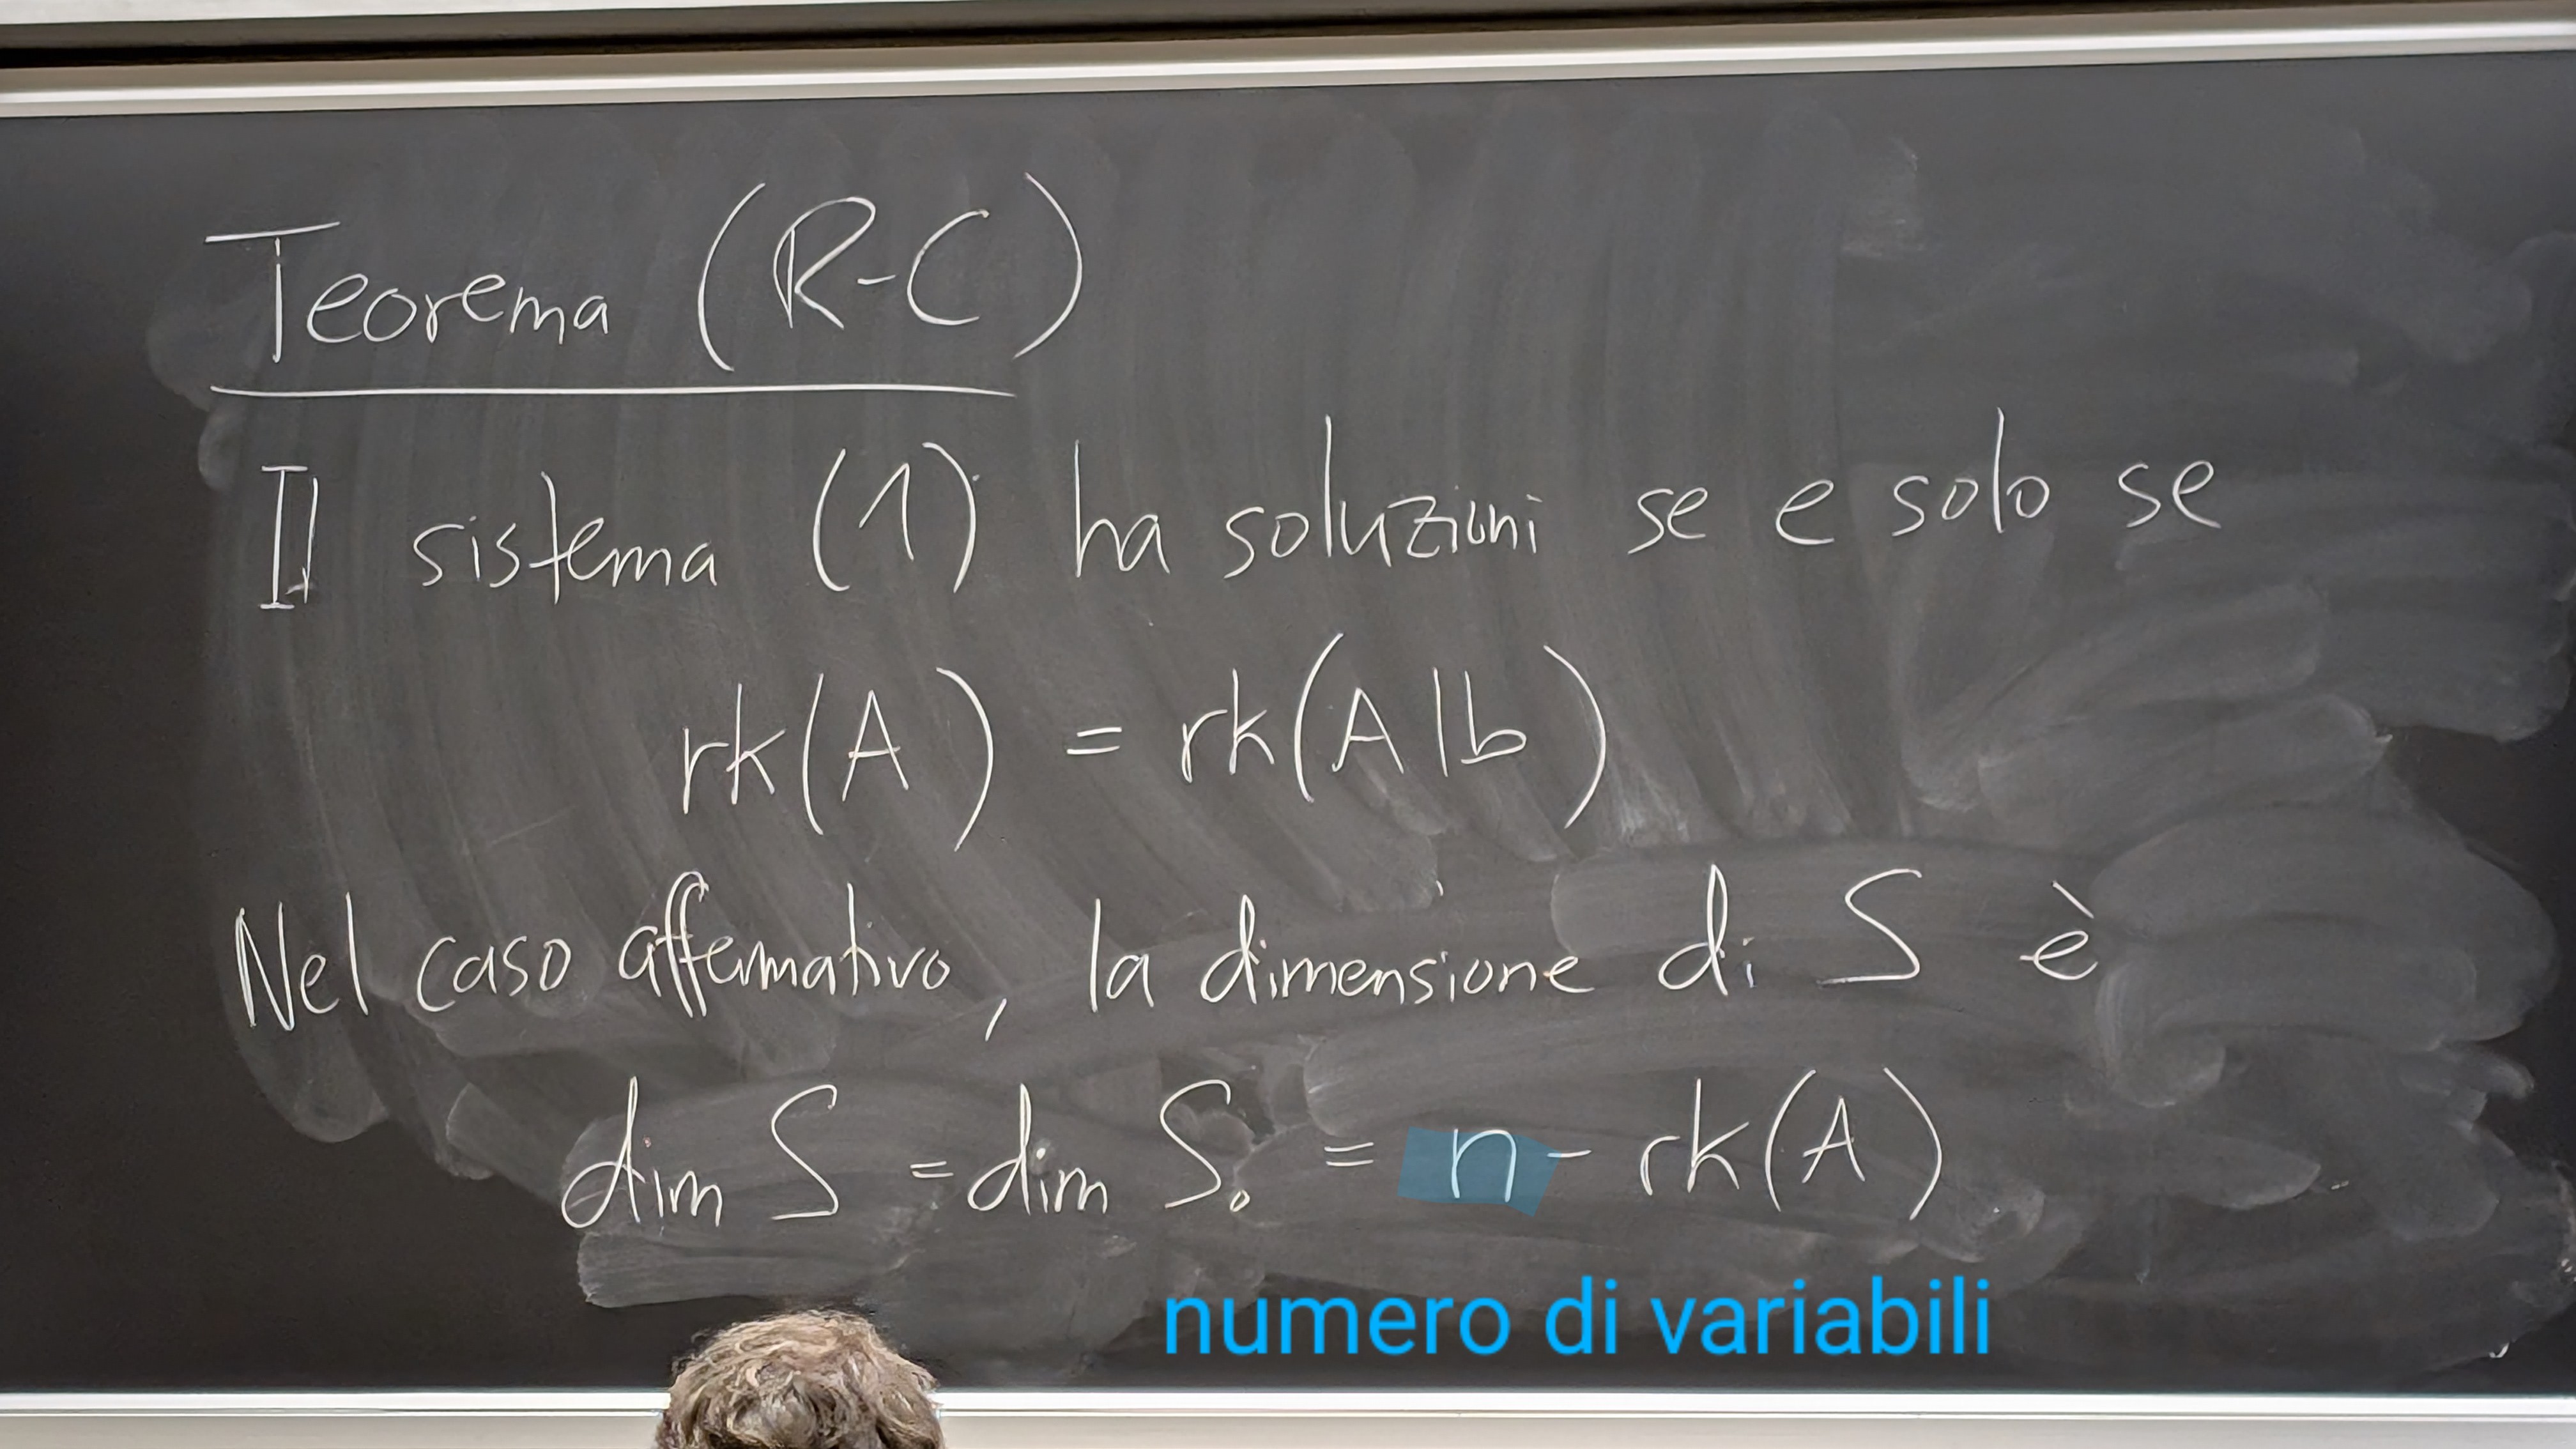 Teorema (R-C)
Il sistema (1) ha soluzioni se e solo se
rk(A) = rk(A|b)
Nel caso affermativo, la dimensione di S è
dim S = dim S₀ = n - rk(A)
numero di variabili